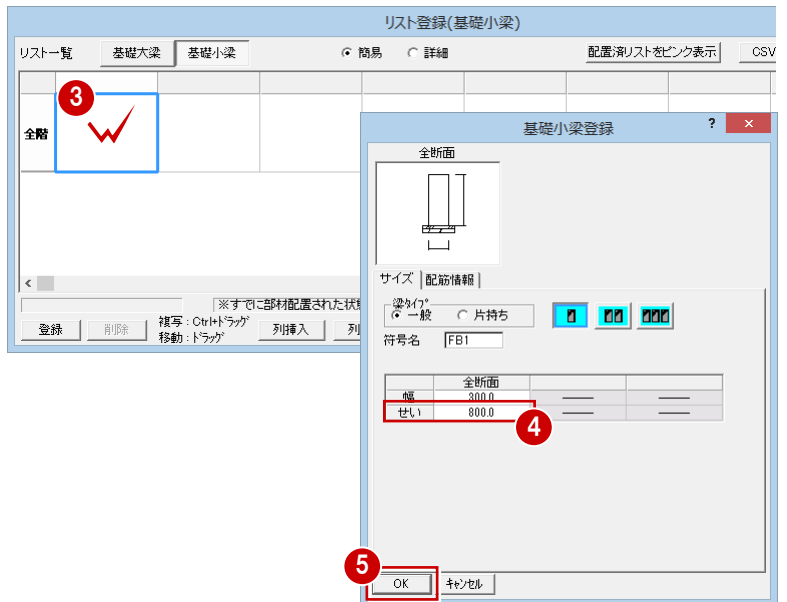 リスト登録(基礎小梁)
リスト一覧 基礎大梁 基礎小梁 簡易 詳細 配置済リストをピンク表示 CSV
3
全階
基礎小梁登録 ? ×
全断面
サイズ 配筋情報
梁タイプ
一般 片持ち
符号名 FB1
全断面
幅 300.0
せい 800.0
4
※すでに部材配置された状
登録 削除 複写：Ctrl+ドラッグ 列挿入 列
移動：ドラッグ
5
OK キャンセル